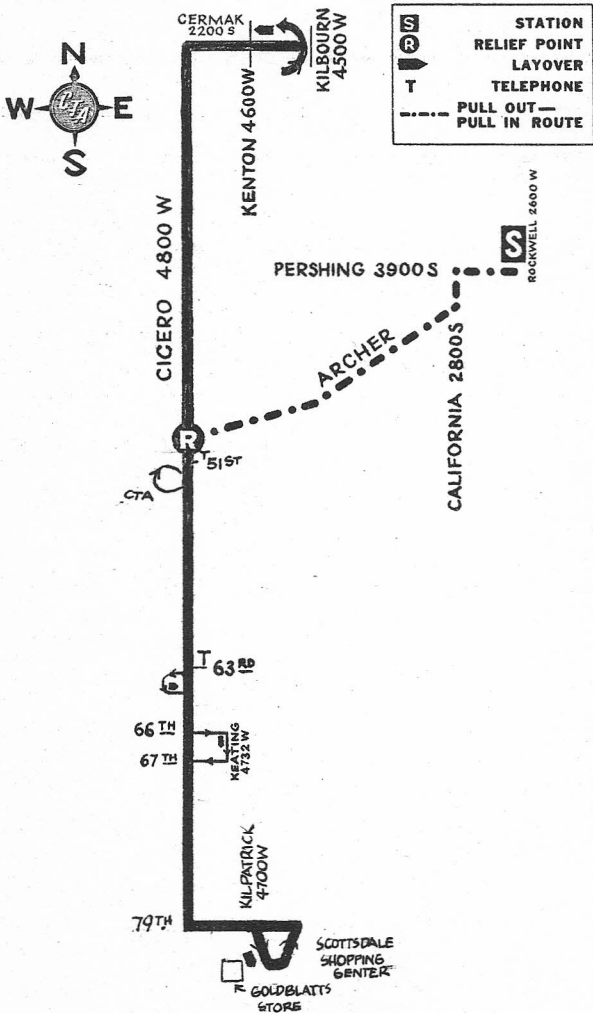 CERMAK
2200 S
KILBOURN
4500 W
KENTON 4600W
S STATION
R RELIEF POINT
LAYOVER
T TELEPHONE
PULL OUT—
PULL IN ROUTE
N
W CTA E
S
CICERO 4800 W
PERSHING 3900 S
S
ROCKWELL 2600 W
ARCHER
CALIFORNIA 2800S
R
T 51ST
CTA
T 63RD
66TH
67TH
KEATING
4732 W
KILPATRICK
4700W
79TH
SCOTTSDALE
SHOPPING
CENTER
GOLDBLATTS
STORE